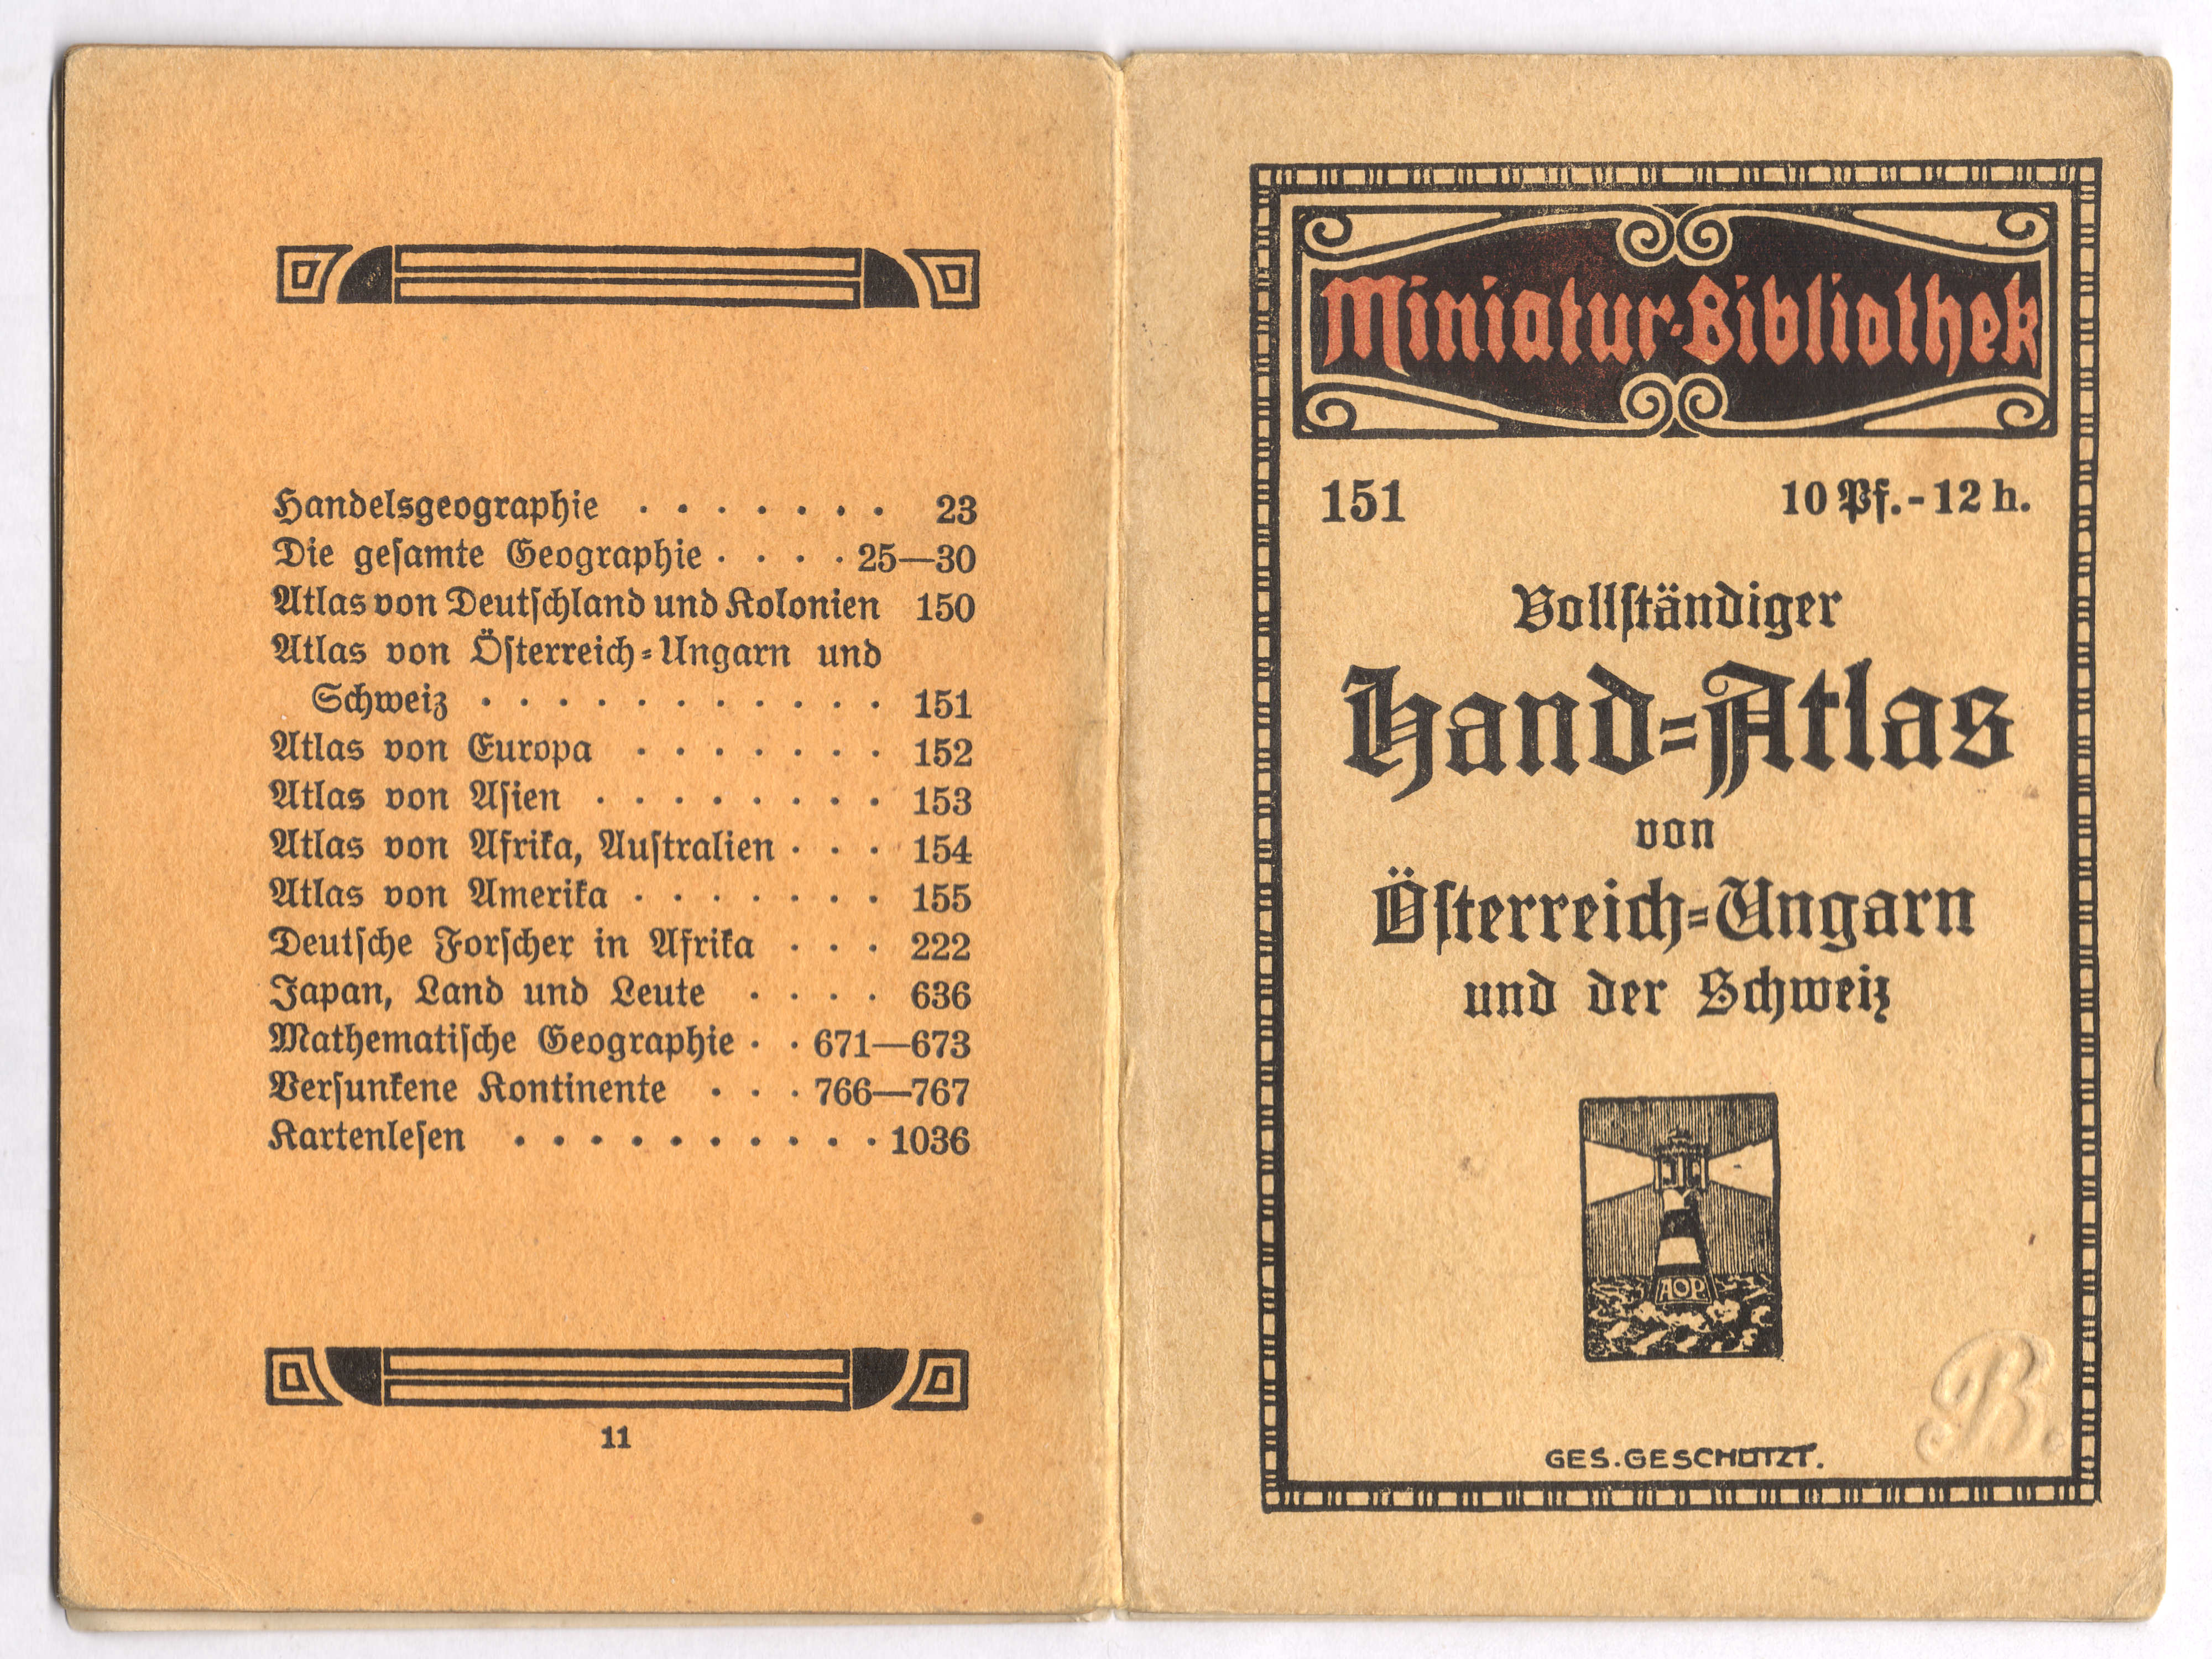 Handelsgeographie . . . . . . . 23
Die gesamte Geographie . . . . 25—30
Atlas von Deutschland und Kolonien 150
Atlas von Österreich-Ungarn und
Schweiz . . . . . . . . . . . 151
Atlas von Europa . . . . . . . 152
Atlas von Asien . . . . . . . . 153
Atlas von Afrika, Australien . . . 154
Atlas von Amerika . . . . . . . 155
Deutsche Forscher in Afrika . . . 222
Japan, Land und Leute . . . . 636
Mathematische Geographie . . 671—673
Versunkene Kontinente . . . 766—767
Kartenlesen . . . . . . . . . . 1036
11
Miniatur-Bibliothek
151 10 Pf.-12 h.
Vollständiger
Hand-Atlas
von
Österreich-Ungarn
und der Schweiz
AOP
GES. GESCHÜTZT.
B.